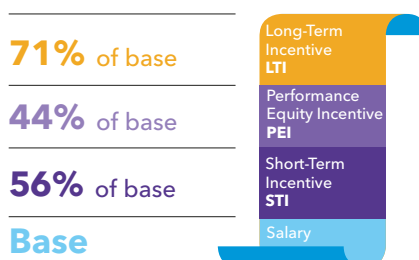 71% of base
44% of base
56% of base
Base
Long-Term
Incentive
LTI
Performance
Equity Incentive
PEI
Short-Term
Incentive
STI
Salary